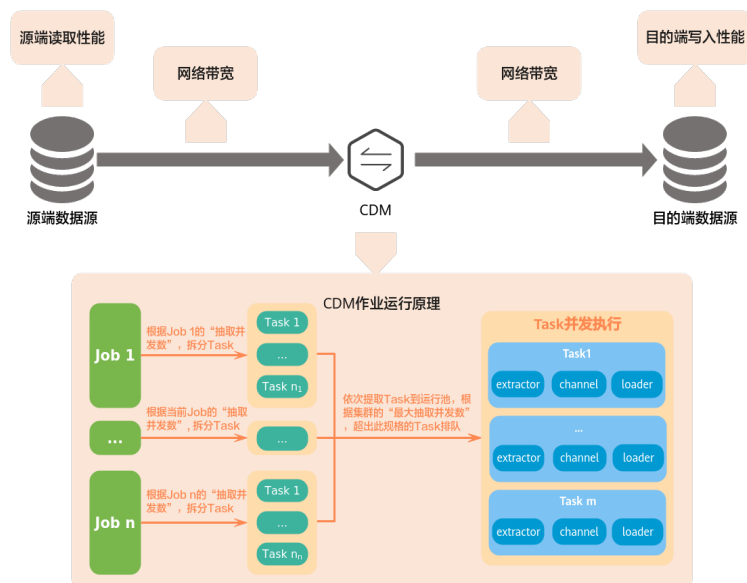 源端读取性能
网络带宽
网络带宽
目的端写入性能
源端数据源
CDM
目的端数据源
CDM作业运行原理
Job 1
根据Job 1的“抽取并
发数”，拆分Task
Task 1
...
Task n1
...
根据当前Job的“抽取
并发数”, 拆分Task
...
Job n
根据Job n的“抽取并
发数”，拆分Task
Task 1
...
Task nn
依次提取Task到运行池，根
据集群的“最大抽取并发数”
，超出此规格的Task排队
Task并发执行
Task1
extractor
channel
loader
...
extractor
channel
loader
Task m
extractor
channel
loader